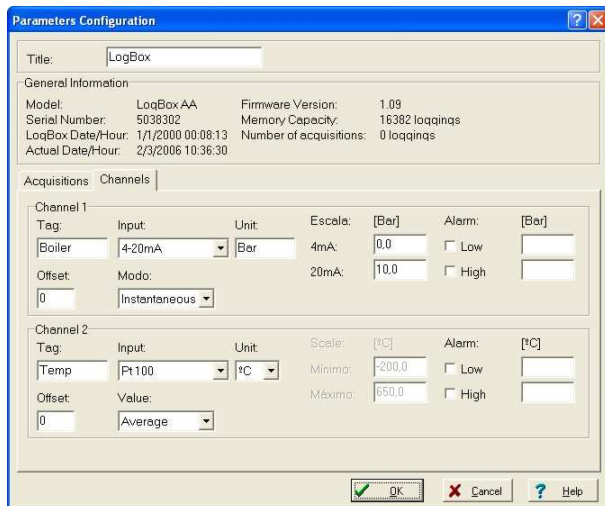 Parameters Configuration
Title: LogBox
General Information
Model: LogBox AA Firmware Version: 1.09
Serial Number: 5038302 Memory Capacity: 16382 loggings
LogBox Date/Hour: 1/1/2000 00:08:13 Number of acquisitions: 0 loggings
Actual Date/Hour: 2/3/2006 10:36:30
Acquisitions Channels
Channel 1
Tag: Input: Unit: Escala: [Bar] Alarm: [Bar]
Boiler 4-20mA Bar 4mA: 0,0 Low
Offset: Modo: 20mA: 10,0 High
0 Instantaneous
Channel 2
Tag: Input: Unit: Scale: [ºC] Alarm: [ºC]
Temp Pt100 ºC Mínimo: -200,0 Low
Offset: Value: Máximo: 650,0 High
0 Average
OK Cancel ? Help